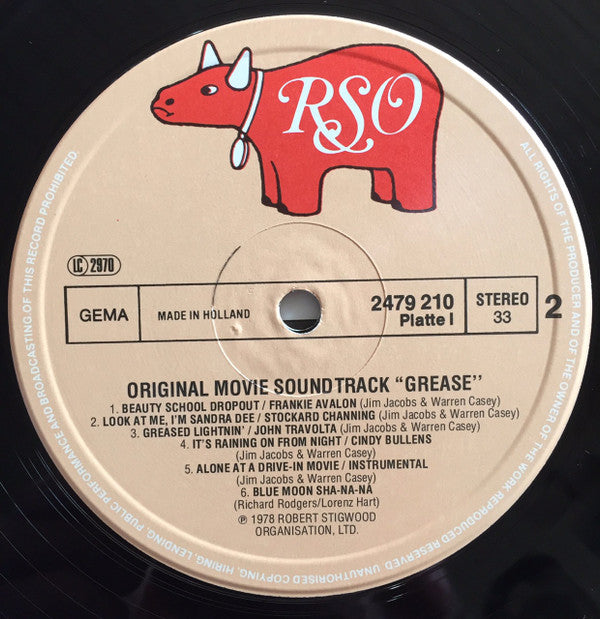 RSO
LC 2970
GEMA
MADE IN HOLLAND
2479 210
Platte I
STEREO
33
2
ORIGINAL MOVIE SOUNDTRACK “GREASE”
1. BEAUTY SCHOOL DROPOUT / FRANKIE AVALON (Jim Jacobs & Warren Casey)
2. LOOK AT ME, I'M SANDRA DEE / STOCKARD CHANNING (Jim Jacobs & Warren Casey)
3. GREASED LIGHTNIN' / JOHN TRAVOLTA (Jim Jacobs & Warren Casey)
4. IT'S RAINING ON FROM NIGHT / CINDY BULLENS
(Jim Jacobs & Warren Casey)
5. ALONE AT A DRIVE-IN MOVIE / INSTRUMENTAL
(Jim Jacobs & Warren Casey)
6. BLUE MOON SHA-NA-NÀ
(Richard Rodgers/Lorenz Hart)
℗ 1978 ROBERT STIGWOOD
ORGANISATION, LTD.
ALL RIGHTS OF THE PRODUCER AND OF THE OWNER OF THE WORK REPRODUCED RESERVED. UNAUTHORISED COPYING, HIRING, LENDING, PUBLIC PERFORMANCE AND BROADCASTING OF THIS RECORD PROHIBITED.